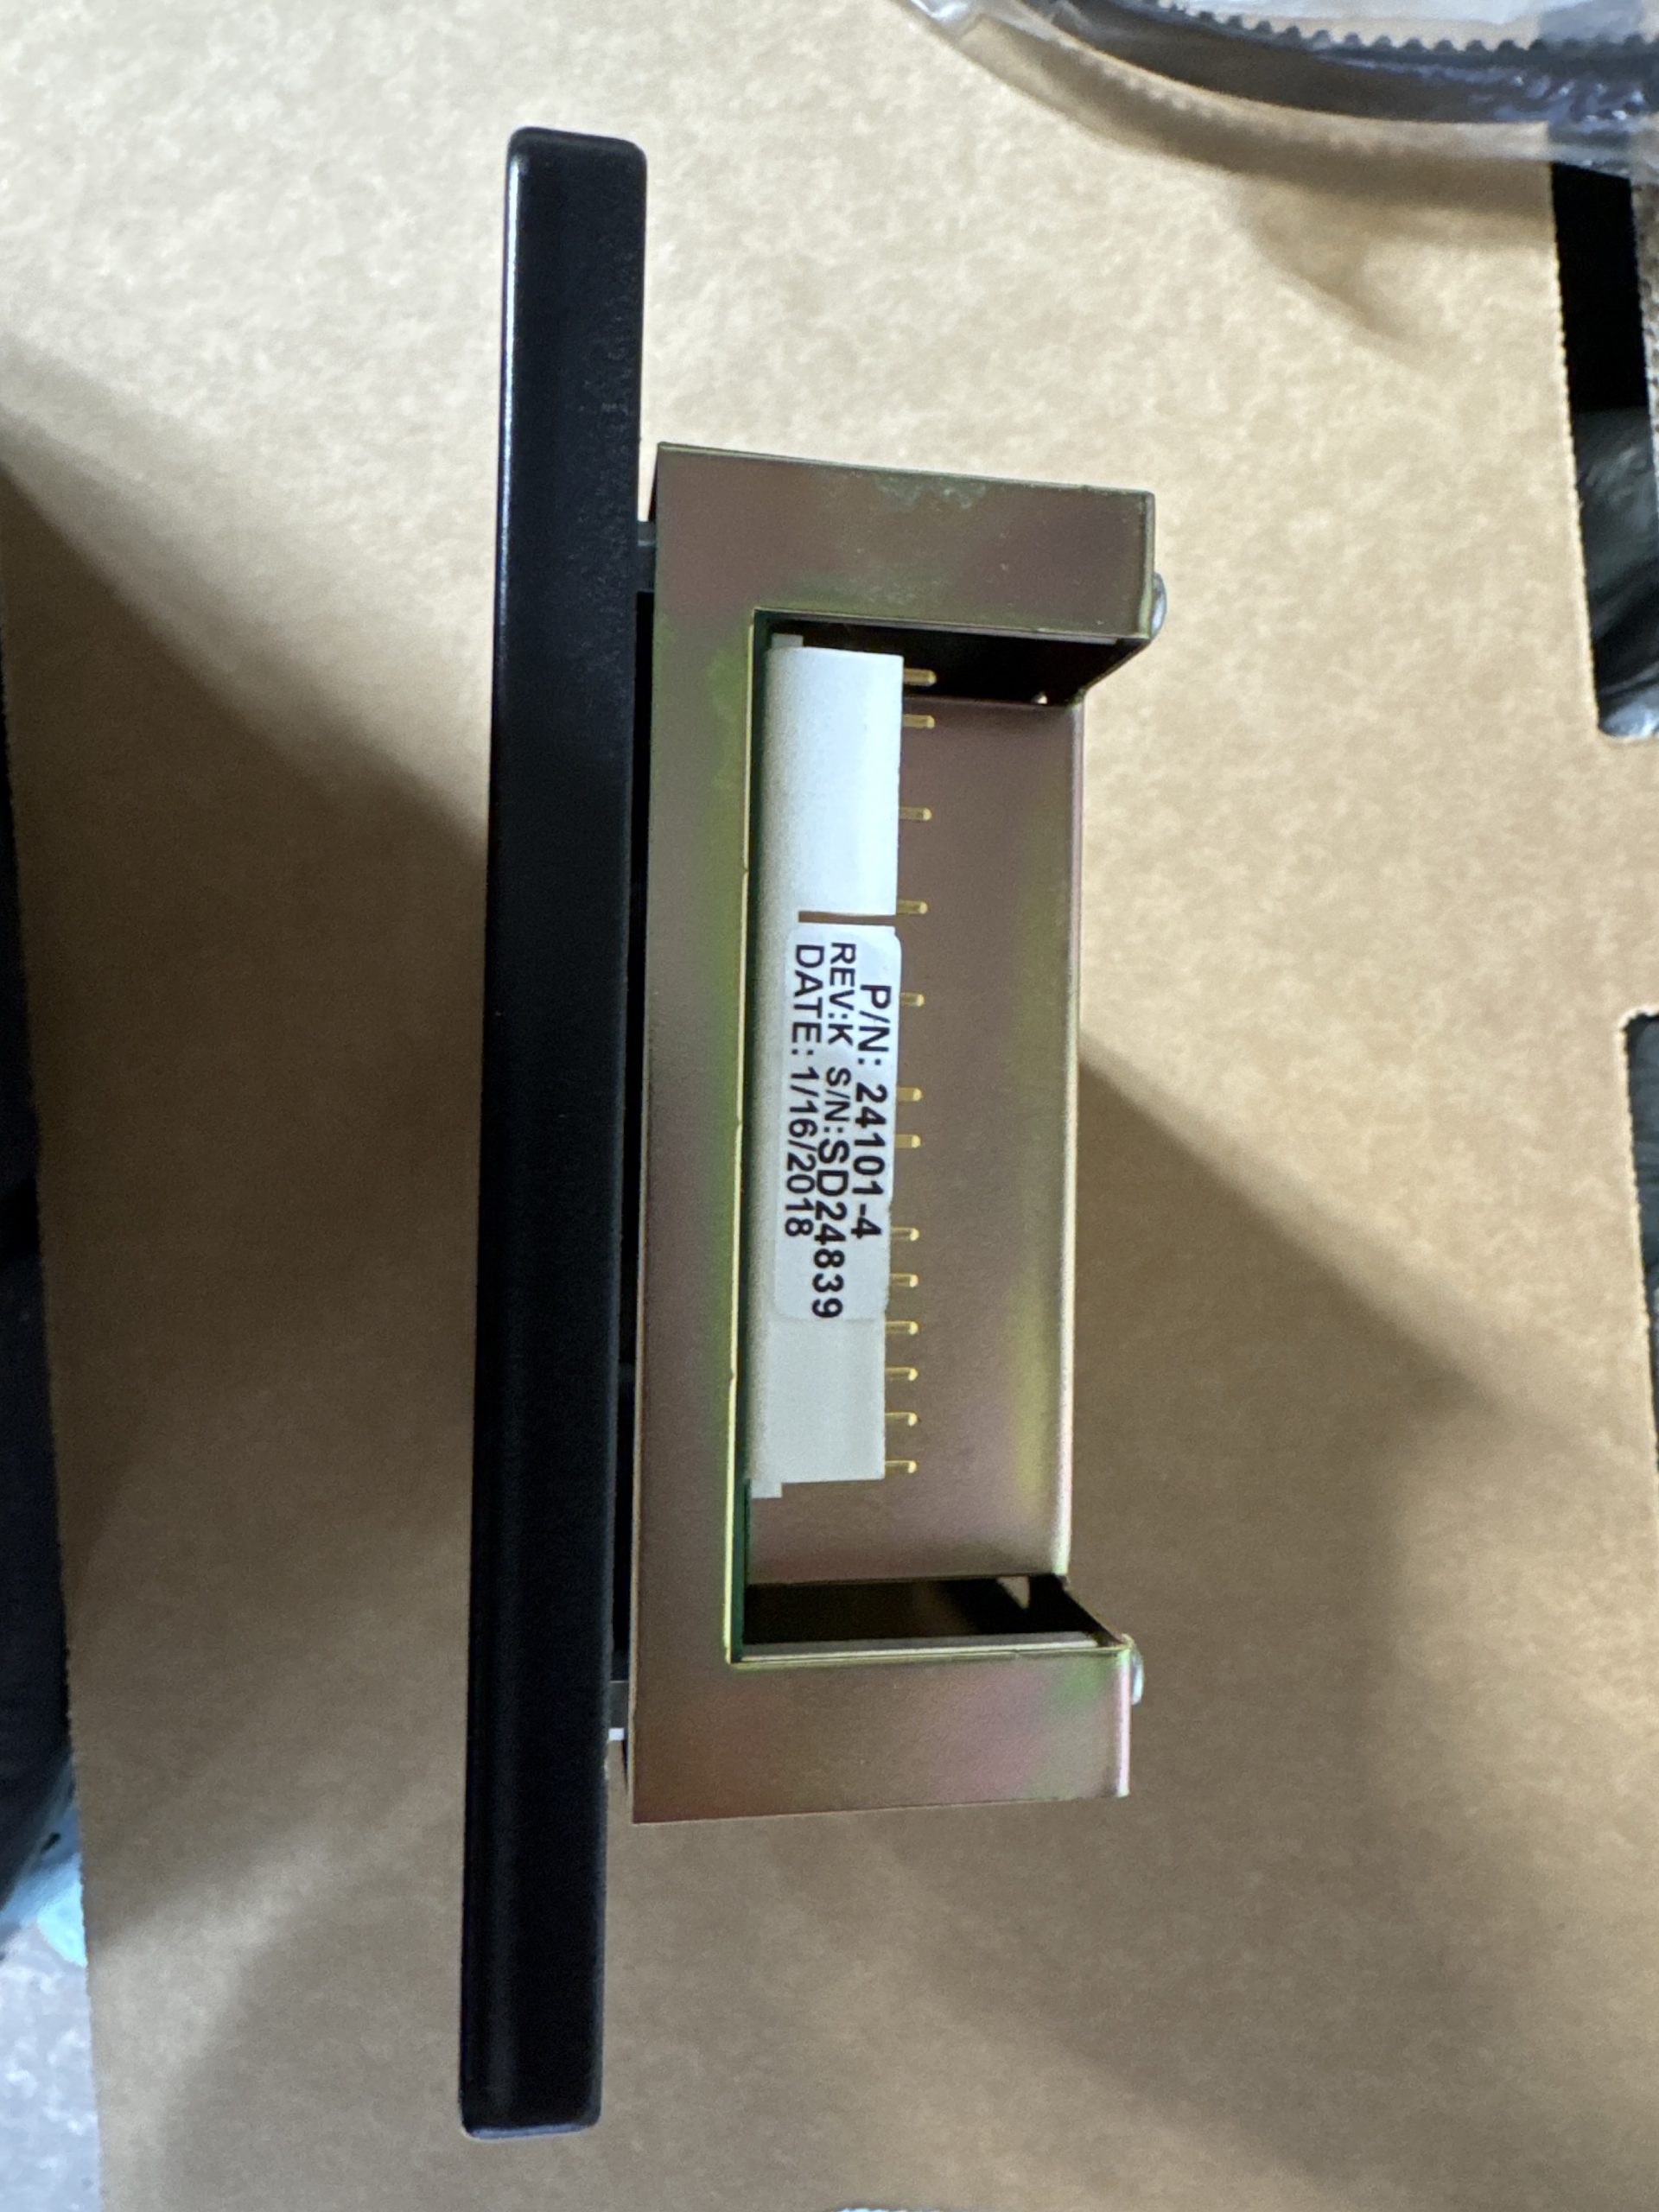 P/N: 24101-4
REV:K S/N:SD24839
DATE: 1/16/2018